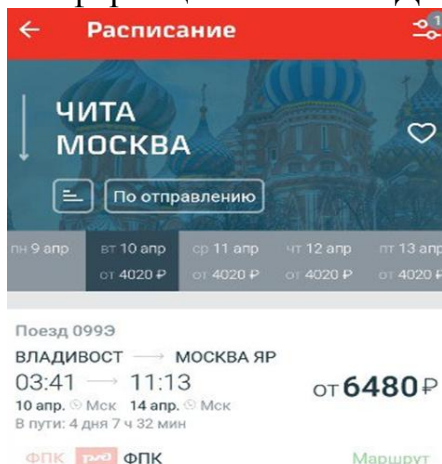 Расписание
1
ЧИТА
МОСКВА
По отправлению
пн 9 апр вт 10 апр ср 11 апр чт 12 апр пт 13 апр
от 4020 ₽ от 4020 ₽ от 4020 ₽ от 4020 ₽
Поезд 099Э
ВЛАДИВОСТ → МОСКВА ЯР
03:41 → 11:13
от 6480 ₽
10 апр. Мск 14 апр. Мск
В пути: 4 дня 7 ч 32 мин
ФПК ржд ФПК
Маршрут